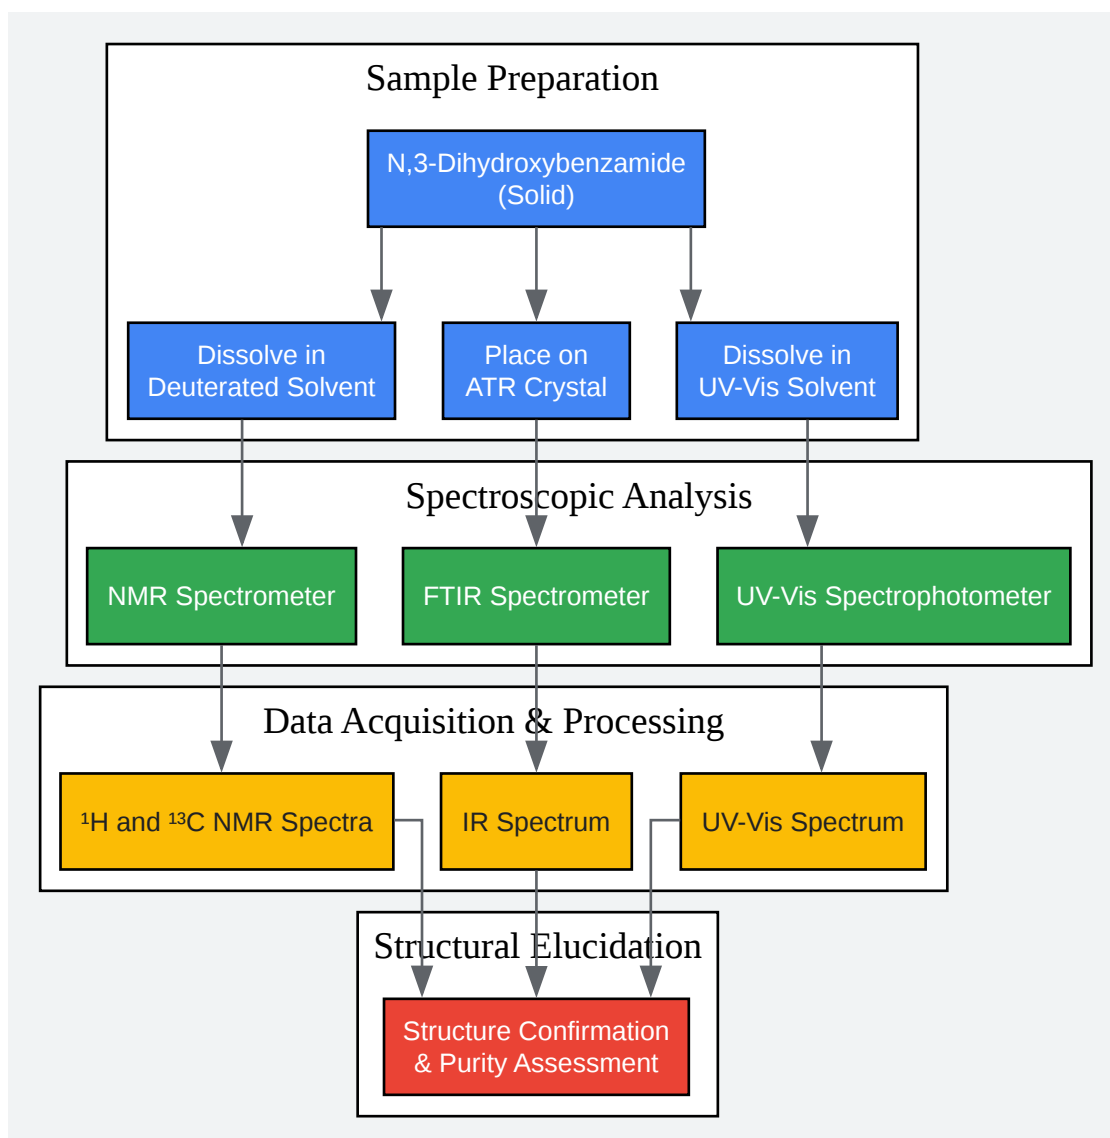 Sample Preparation
N,3-Dihydroxybenzamide
(Solid)
Dissolve in
Deuterated Solvent
Place on
ATR Crystal
Dissolve in
UV-Vis Solvent
Spectroscopic Analysis
NMR Spectrometer
FTIR Spectrometer
UV-Vis Spectrophotometer
Data Acquisition & Processing
¹H and ¹³C NMR Spectra
IR Spectrum
UV-Vis Spectrum
Structural Elucidation
Structure Confirmation
& Purity Assessment